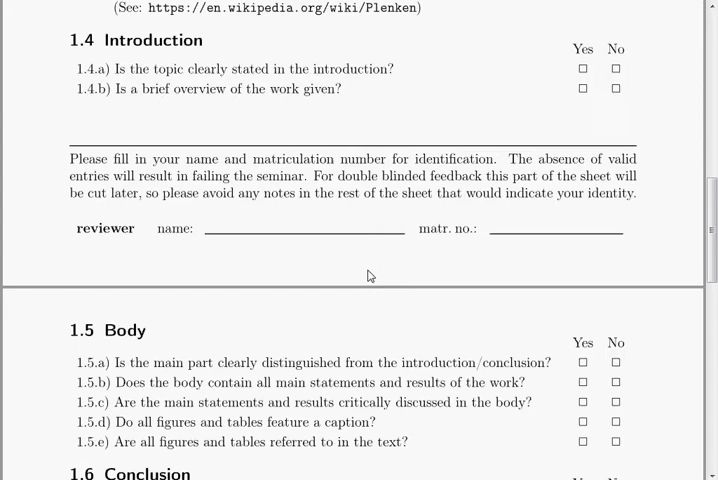 (See: https://en.wikipedia.org/wiki/Plenken)
1.4 Introduction
Yes No
1.4.a) Is the topic clearly stated in the introduction? ☐ ☐
1.4.b) Is a brief overview of the work given? ☐ ☐
Please fill in your name and matriculation number for identification. The absence of valid
entries will result in failing the seminar. For double blinded feedback this part of the sheet will
be cut later, so please avoid any notes in the rest of the sheet that would indicate your identity.
reviewer name: matr. no.:
1.5 Body
Yes No
1.5.a) Is the main part clearly distinguished from the introduction/conclusion? ☐ ☐
1.5.b) Does the body contain all main statements and results of the work? ☐ ☐
1.5.c) Are the main statements and results critically discussed in the body? ☐ ☐
1.5.d) Do all figures and tables feature a caption? ☐ ☐
1.5.e) Are all figures and tables referred to in the text? ☐ ☐
1.6 Conclusion